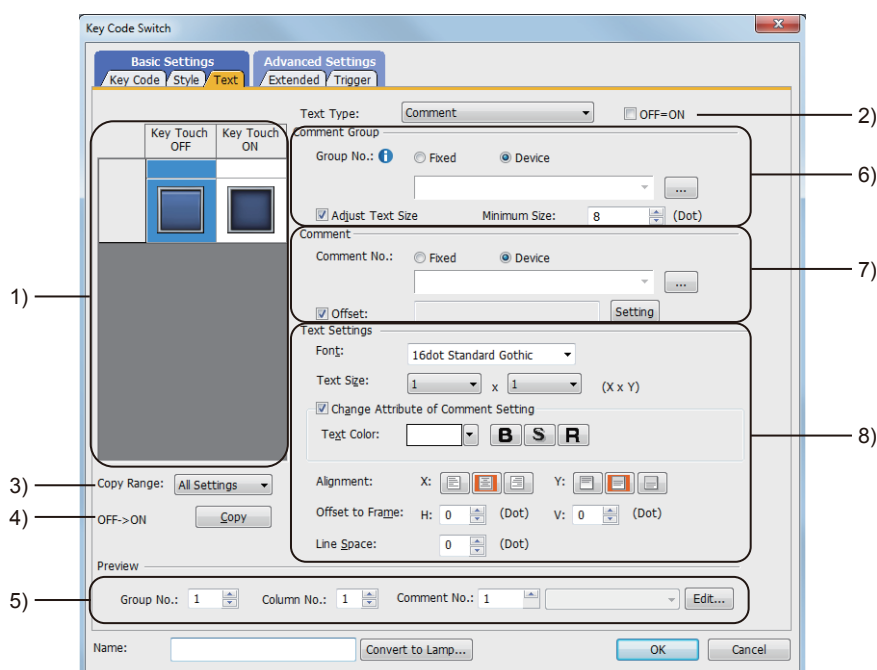 Key Code Switch
Basic Settings Advanced Settings
Key Code Style Text Extended Trigger
Text Type: Comment OFF=ON 2)
Key Touch OFF Key Touch ON
1)
Comment Group
Group No.: Fixed Device
... 6)
Adjust Text Size Minimum Size: 8 (Dot)
Comment
Comment No.: Fixed Device 7)
...
Offset: Setting
Text Settings
Font: 16dot Standard Gothic
Text Size: 1 x 1 (X x Y)
Change Attribute of Comment Setting
Text Color: B S R 8)
Alignment: X: Y:
Offset to Frame: H: 0 (Dot) V: 0 (Dot)
Line Space: 0 (Dot)
3) Copy Range: All Settings
4) OFF->ON Copy
Preview
5) Group No.: 1 Column No.: 1 Comment No.: 1 Edit...
Name: Convert to Lamp... OK Cancel